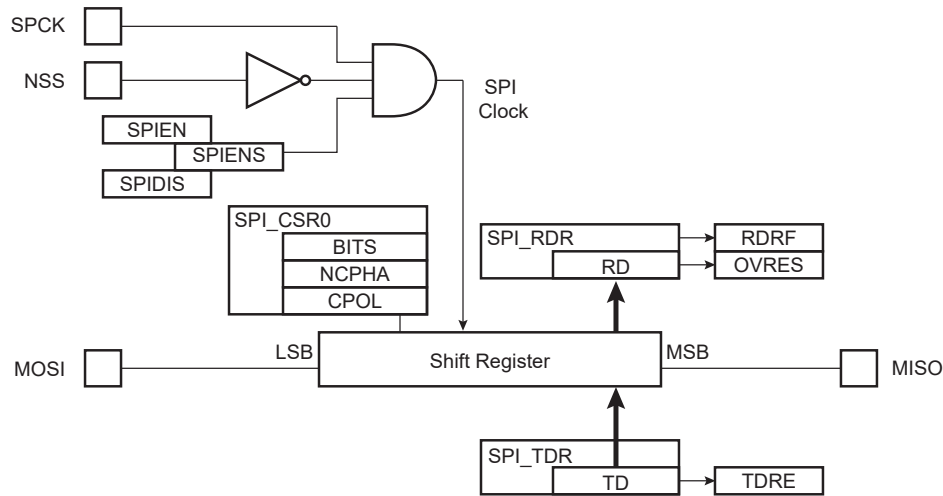 SPCK
NSS
SPI
Clock
SPIEN
SPIENS
SPIDIS
SPI_CSR0
BITS
NCPHA
CPOL
SPI_RDR
RD
RDRF
OVRES
MOSI
LSB
Shift Register
MSB
MISO
SPI_TDR
TD
TDRE